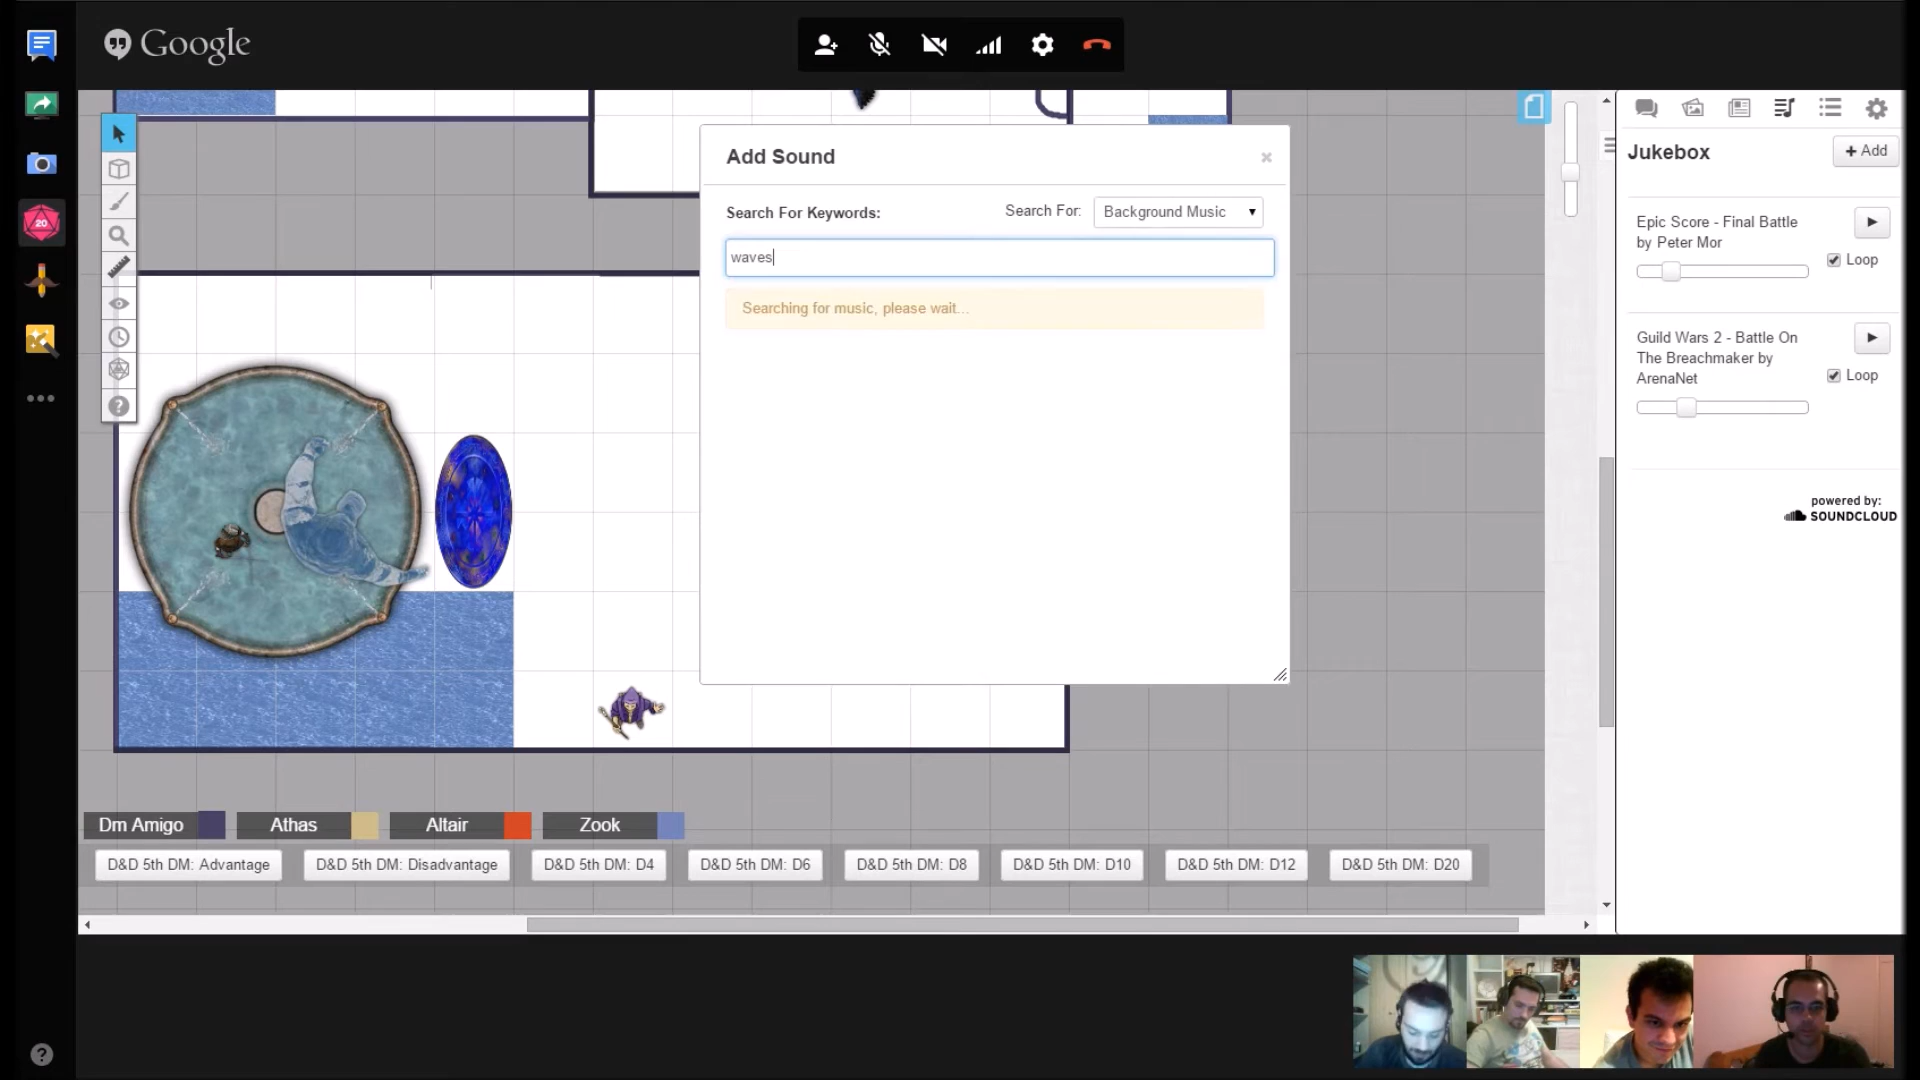 Google
Add Sound
×
Search For Keywords:
Search For:
Background Music
waves
Searching for music, please wait...
Jukebox
+ Add
Epic Score - Final Battle
by Peter Mor
Loop
Guild Wars 2 - Battle On
The Breachmaker by
ArenaNet
Loop
powered by:
SOUNDCLOUD
20
?
Dm Amigo
Athas
Altair
Zook
D&D 5th DM: Advantage
D&D 5th DM: Disadvantage
D&D 5th DM: D4
D&D 5th DM: D6
D&D 5th DM: D8
D&D 5th DM: D10
D&D 5th DM: D12
D&D 5th DM: D20
?